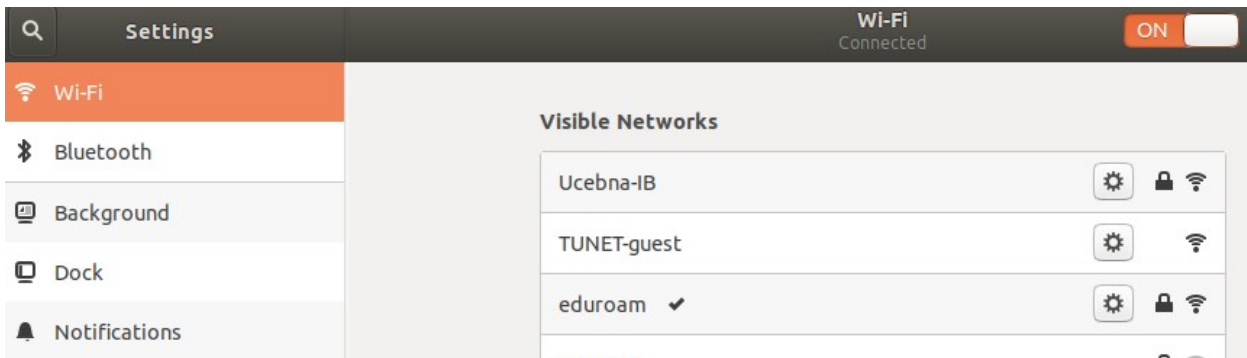 Settings
Wi-Fi
Connected
ON
Wi-Fi
Bluetooth
Background
Dock
Notifications
Visible Networks
Ucebna-IB
TUNET-guest
eduroam